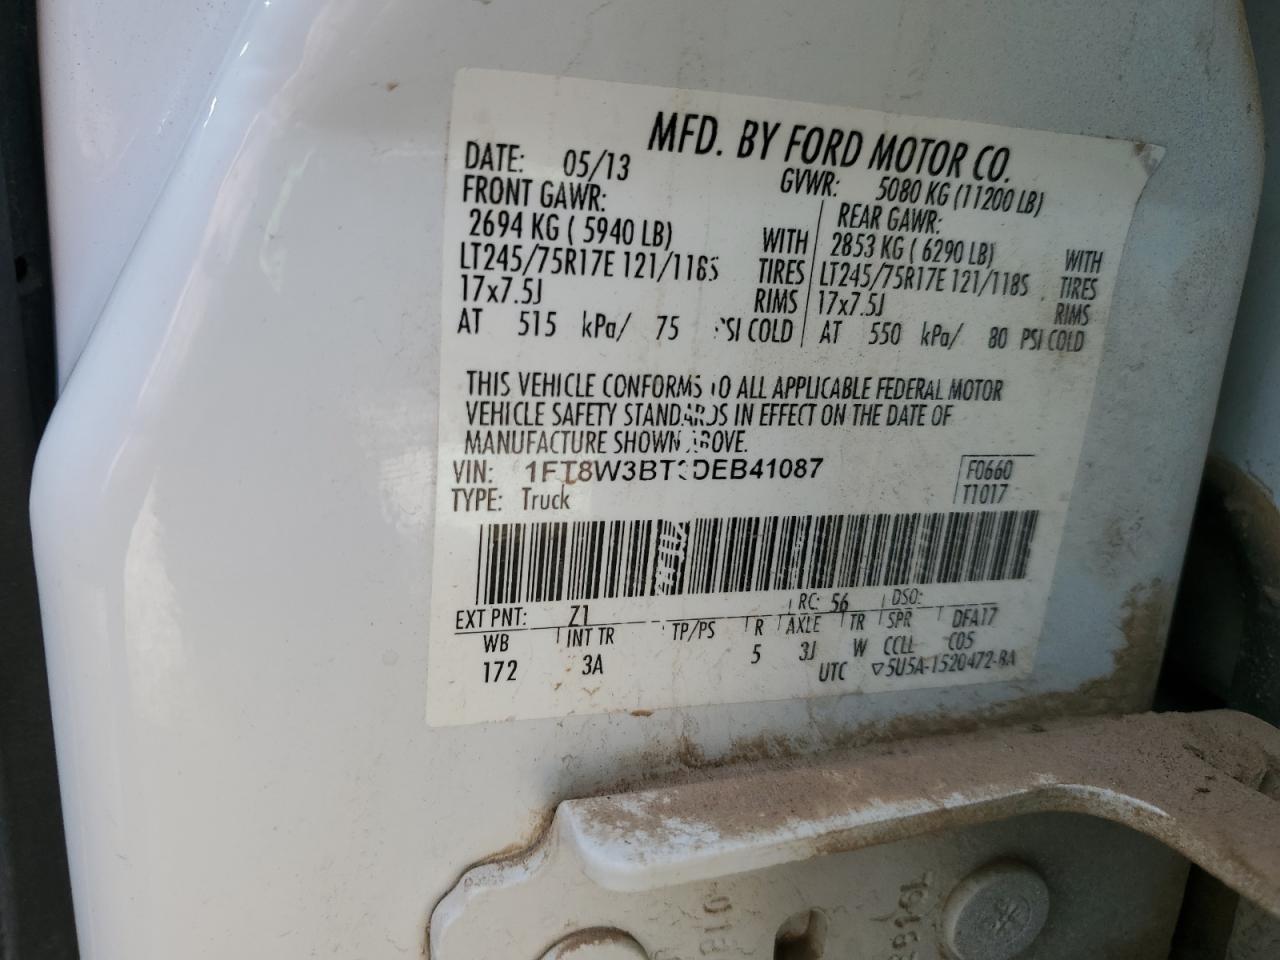 MFD. BY FORD MOTOR CO.
DATE: 05/13 GVWR: 5080 KG (11200 LB)
FRONT GAWR: REAR GAWR:
2694 KG ( 5940 LB) WITH 2853 KG ( 6290 LB) WITH
LT245/75R17E 121/118S TIRES LT245/75R17E 121/118S TIRES
17x7.5J RIMS 17x7.5J RIMS
AT 515 kPa/ 75 PSI COLD AT 550 kPa/ 80 PSI COLD
THIS VEHICLE CONFORMS TO ALL APPLICABLE FEDERAL MOTOR
VEHICLE SAFETY STANDARDS IN EFFECT ON THE DATE OF
MANUFACTURE SHOWN ABOVE.
VIN: F0660
TYPE: Truck T1017
EXT PNT: Z1 RC: 56 DSO:
WB INT TR TP/PS R AXLE TR SPR DFA17
172 3A 5 3J W CCLL C05
UTC ▽5U5A-1520472-BA